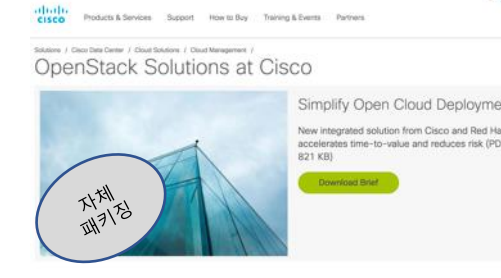 CISCO
Products & Services Support How to Buy Training & Events Partners
Solutions / Cisco Data Center / Cloud Solutions / Cloud Management /
OpenStack Solutions at Cisco
Simplify Open Cloud Deployme
New integrated solution from Cisco and Red Ha
accelerates time-to-value and reduces risk (PD
821 KB)
Download Brief
자체
패키징